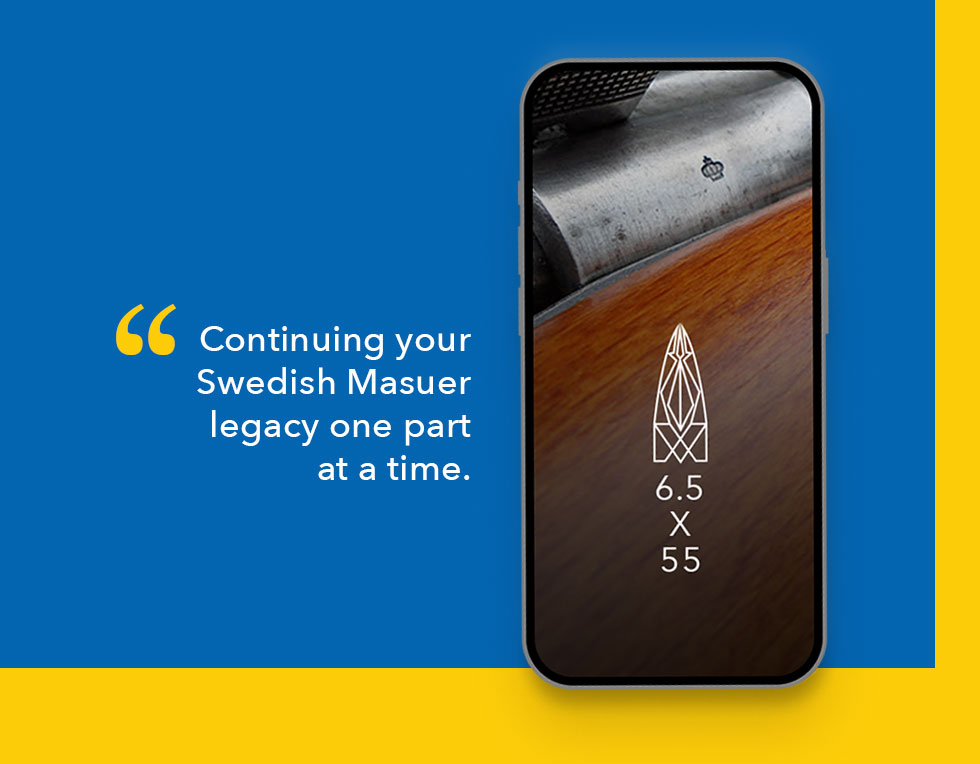 “ Continuing your
Swedish Masuer
legacy one part
at a time.
6.5
X
55